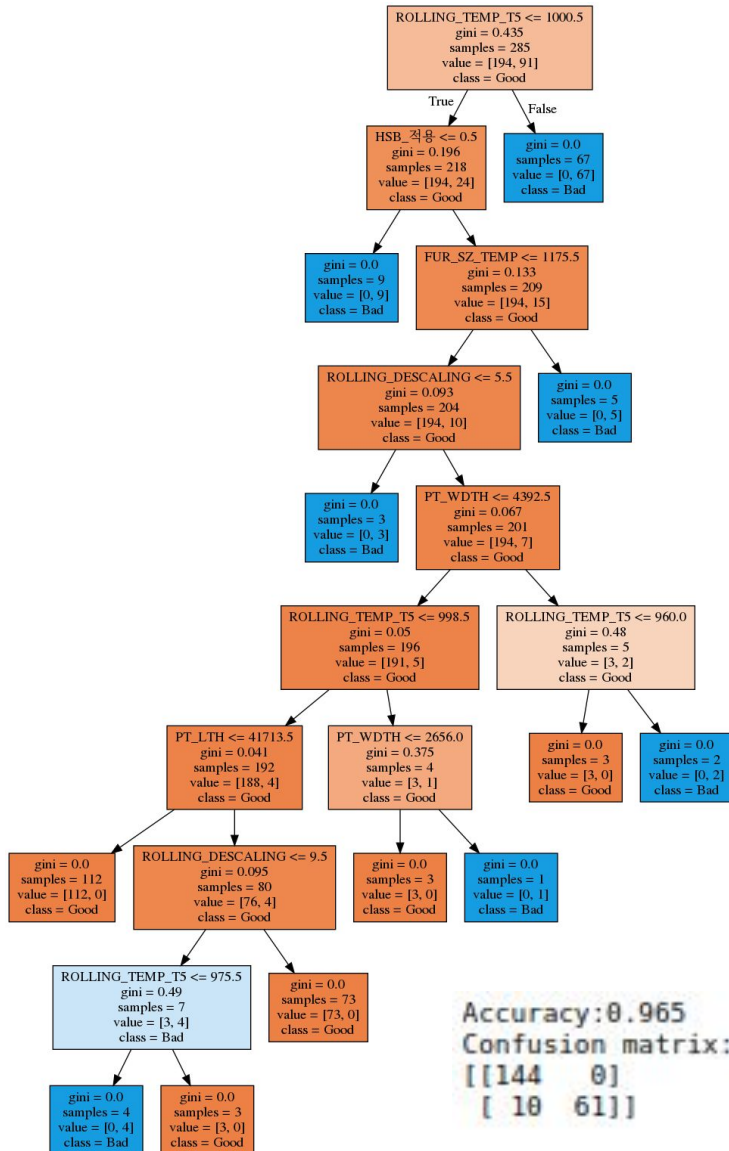 ROLLING_TEMP_T5 <= 1000.5
gini = 0.435
samples = 285
value = [194, 91]
class = Good
True
False
HSB_적용 <= 0.5
gini = 0.196
samples = 218
value = [194, 24]
class = Good
gini = 0.0
samples = 67
value = [0, 67]
class = Bad
gini = 0.0
samples = 9
value = [0, 9]
class = Bad
FUR_SZ_TEMP <= 1175.5
gini = 0.133
samples = 209
value = [194, 15]
class = Good
ROLLING_DESCALING <= 5.5
gini = 0.093
samples = 204
value = [194, 10]
class = Good
gini = 0.0
samples = 5
value = [0, 5]
class = Bad
gini = 0.0
samples = 3
value = [0, 3]
class = Bad
PT_WDTH <= 4392.5
gini = 0.067
samples = 201
value = [194, 7]
class = Good
ROLLING_TEMP_T5 <= 998.5
gini = 0.05
samples = 196
value = [191, 5]
class = Good
ROLLING_TEMP_T5 <= 960.0
gini = 0.48
samples = 5
value = [3, 2]
class = Good
PT_LTH <= 41713.5
gini = 0.041
samples = 192
value = [188, 4]
class = Good
PT_WDTH <= 2656.0
gini = 0.375
samples = 4
value = [3, 1]
class = Good
gini = 0.0
samples = 3
value = [3, 0]
class = Good
gini = 0.0
samples = 2
value = [0, 2]
class = Bad
gini = 0.0
samples = 112
value = [112, 0]
class = Good
ROLLING_DESCALING <= 9.5
gini = 0.095
samples = 80
value = [76, 4]
class = Good
gini = 0.0
samples = 3
value = [3, 0]
class = Good
gini = 0.0
samples = 1
value = [0, 1]
class = Bad
ROLLING_TEMP_T5 <= 975.5
gini = 0.49
samples = 7
value = [3, 4]
class = Bad
gini = 0.0
samples = 73
value = [73, 0]
class = Good
gini = 0.0
samples = 4
value = [0, 4]
class = Bad
gini = 0.0
samples = 3
value = [3, 0]
class = Good
Accuracy:0.965
Confusion matrix:
[[144 0]
[ 10 61]]